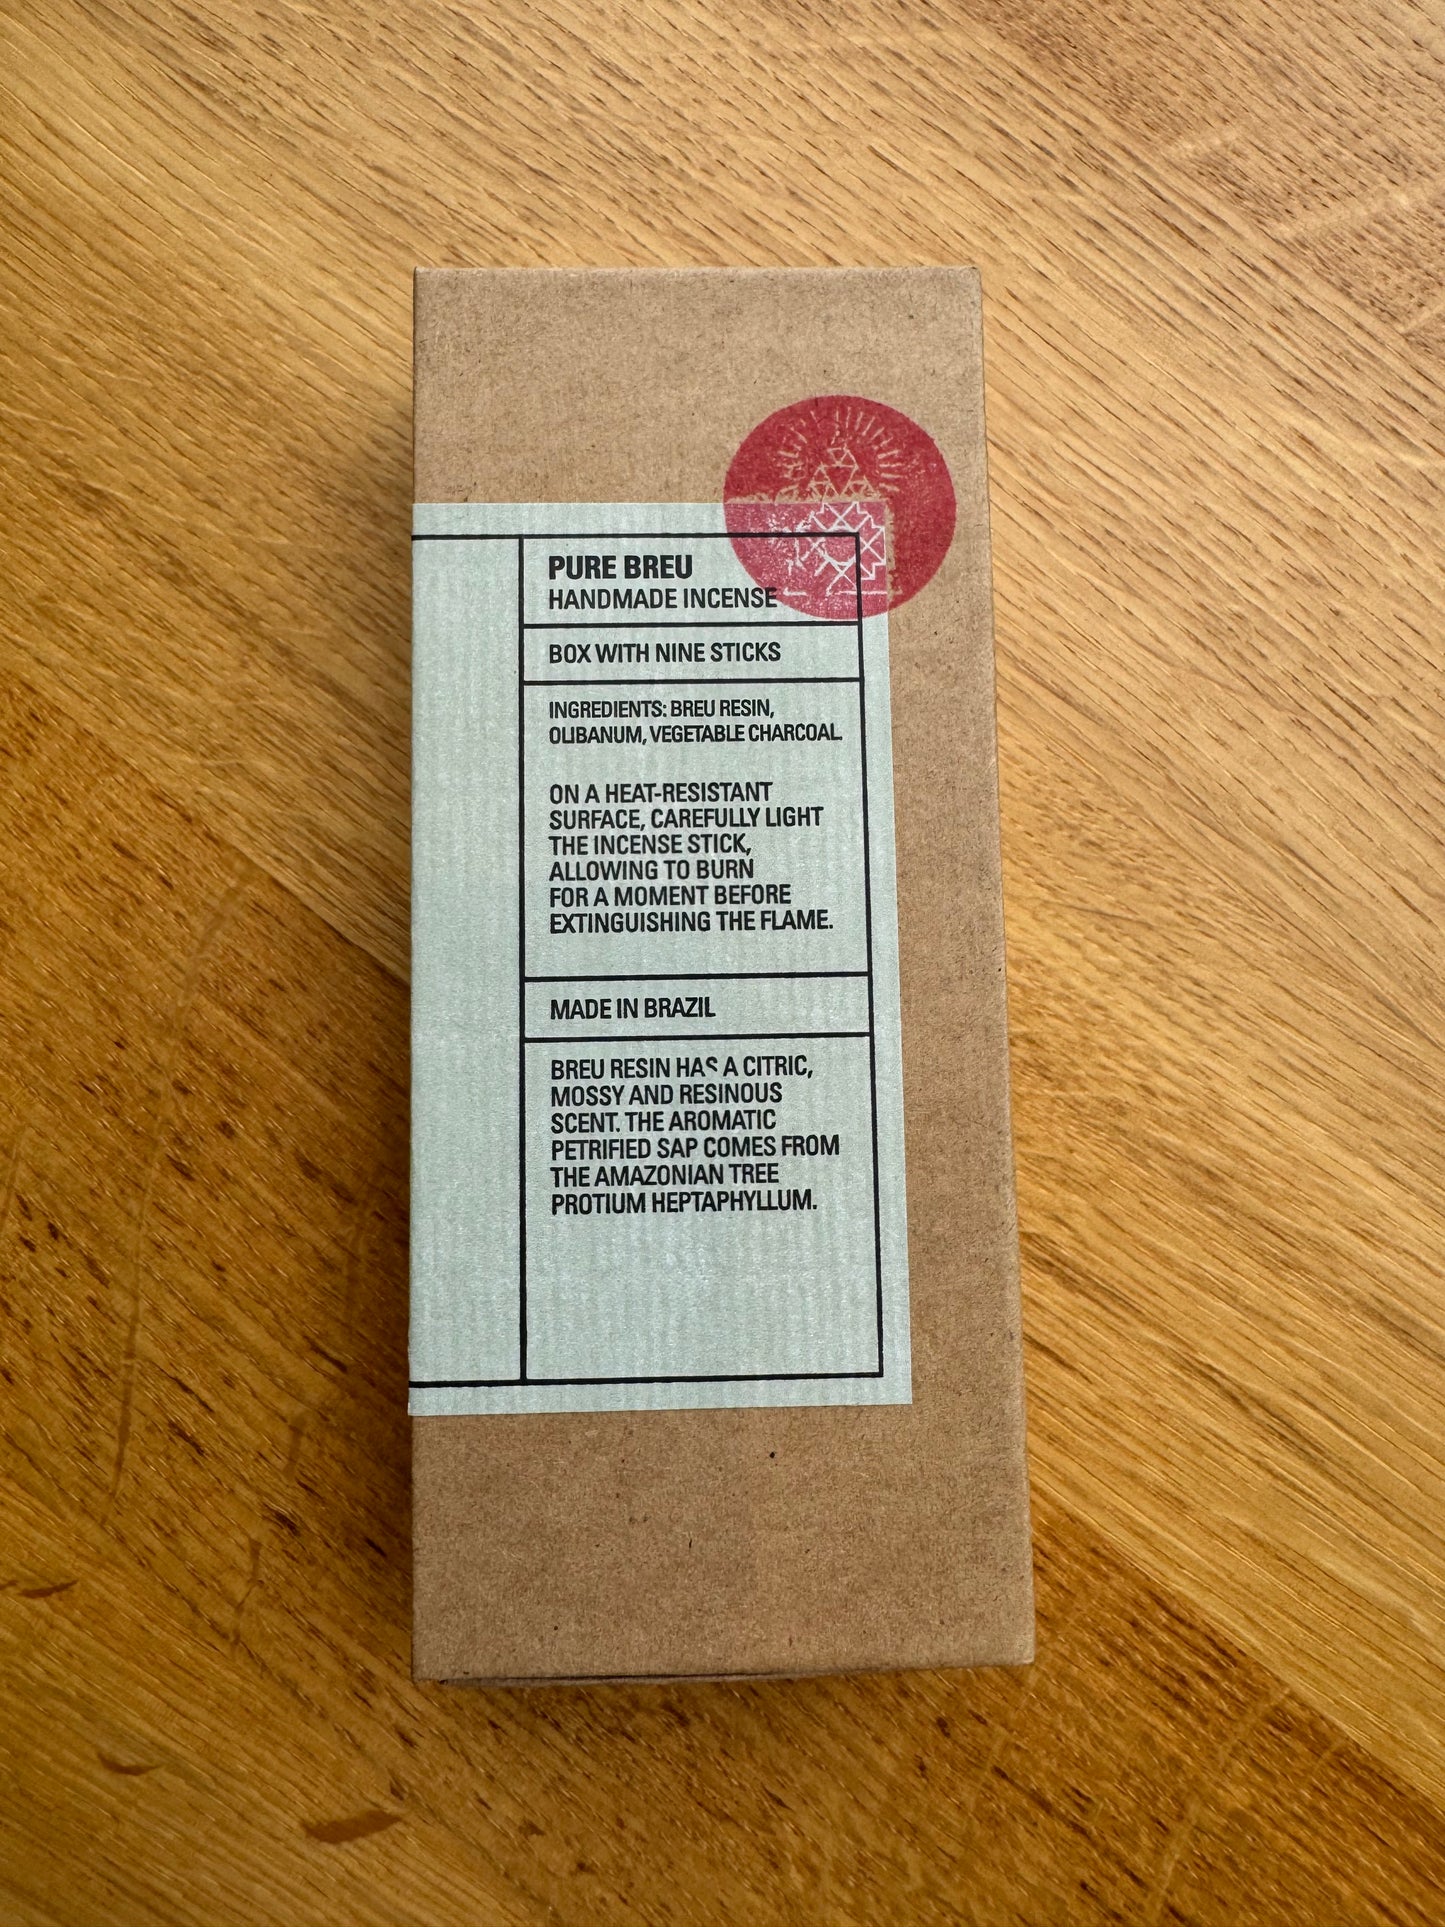 PURE BREU
HANDMADE INCENSE
BOX WITH NINE STICKS
INGREDIENTS: BREU RESIN,
OLIBANUM, VEGETABLE CHARCOAL.
ON A HEAT-RESISTANT
SURFACE, CAREFULLY LIGHT
THE INCENSE STICK,
ALLOWING TO BURN
FOR A MOMENT BEFORE
EXTINGUISHING THE FLAME.
MADE IN BRAZIL
BREU RESIN HAS A CITRIC,
MOSSY AND RESINOUS
SCENT. THE AROMATIC
PETRIFIED SAP COMES FROM
THE AMAZONIAN TREE
PROTIUM HEPTAPHYLLUM.